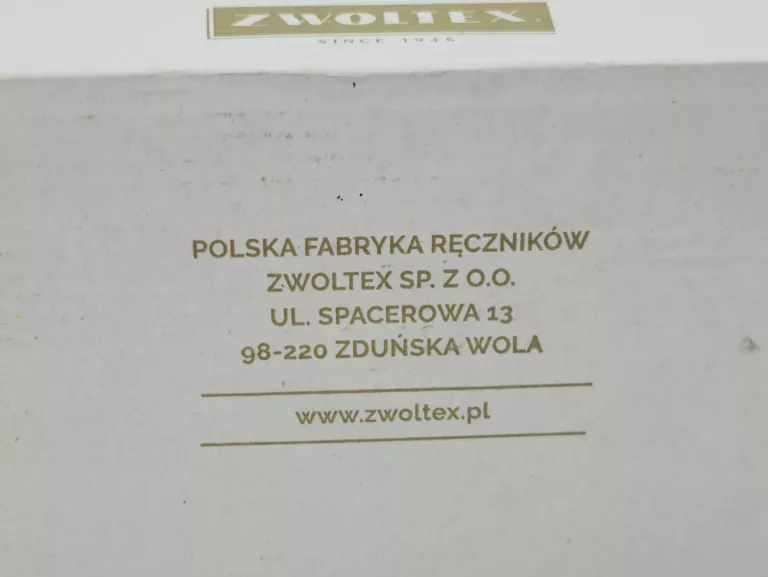 ZWOLTEX
SINCE 1946
POLSKA FABRYKA RĘCZNIKÓW
ZWOLTEX SP. Z O.O.
UL. SPACEROWA 13
98-220 ZDUŃSKA WOLA
www.zwoltex.pl